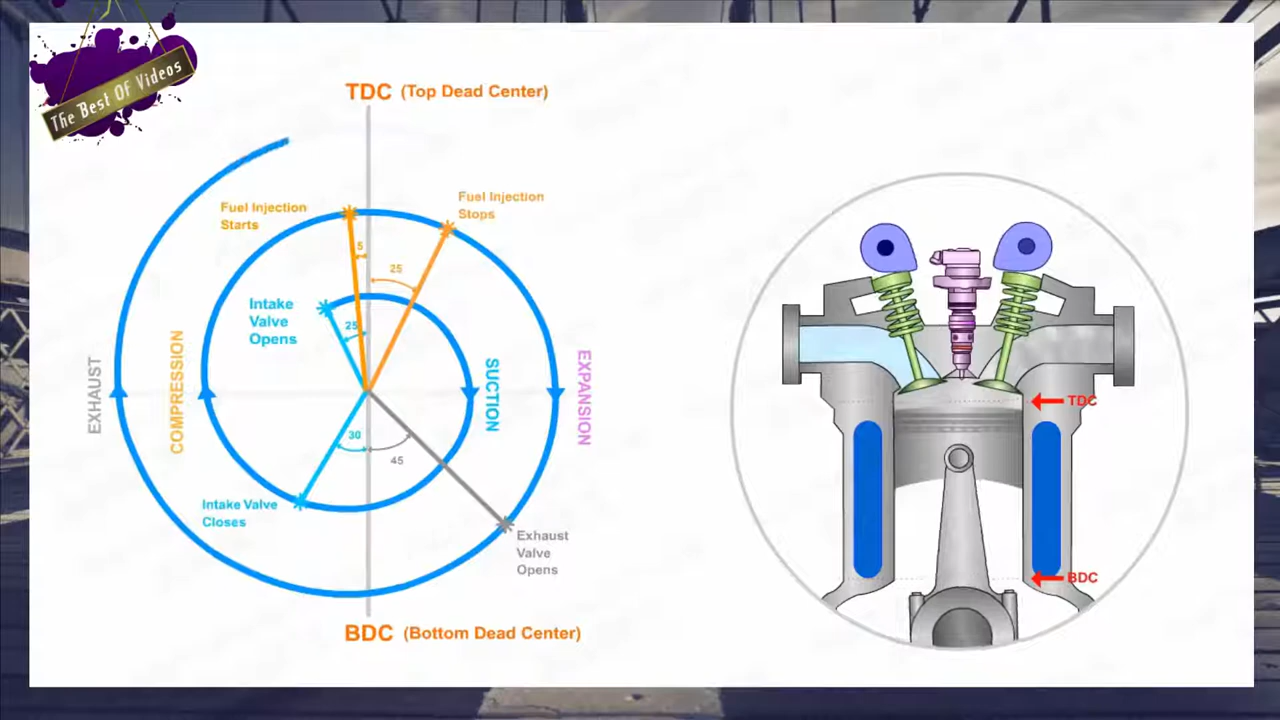 The Best Of Videos
TDC (Top Dead Center)
Fuel Injection
Starts
Fuel Injection
Stops
5
25
Intake
Valve
Opens
25
EXHAUST
COMPRESSION
SUCTION
EXPANSION
30
45
Intake Valve
Closes
Exhaust
Valve
Opens
BDC (Bottom Dead Center)
TDC
BDC